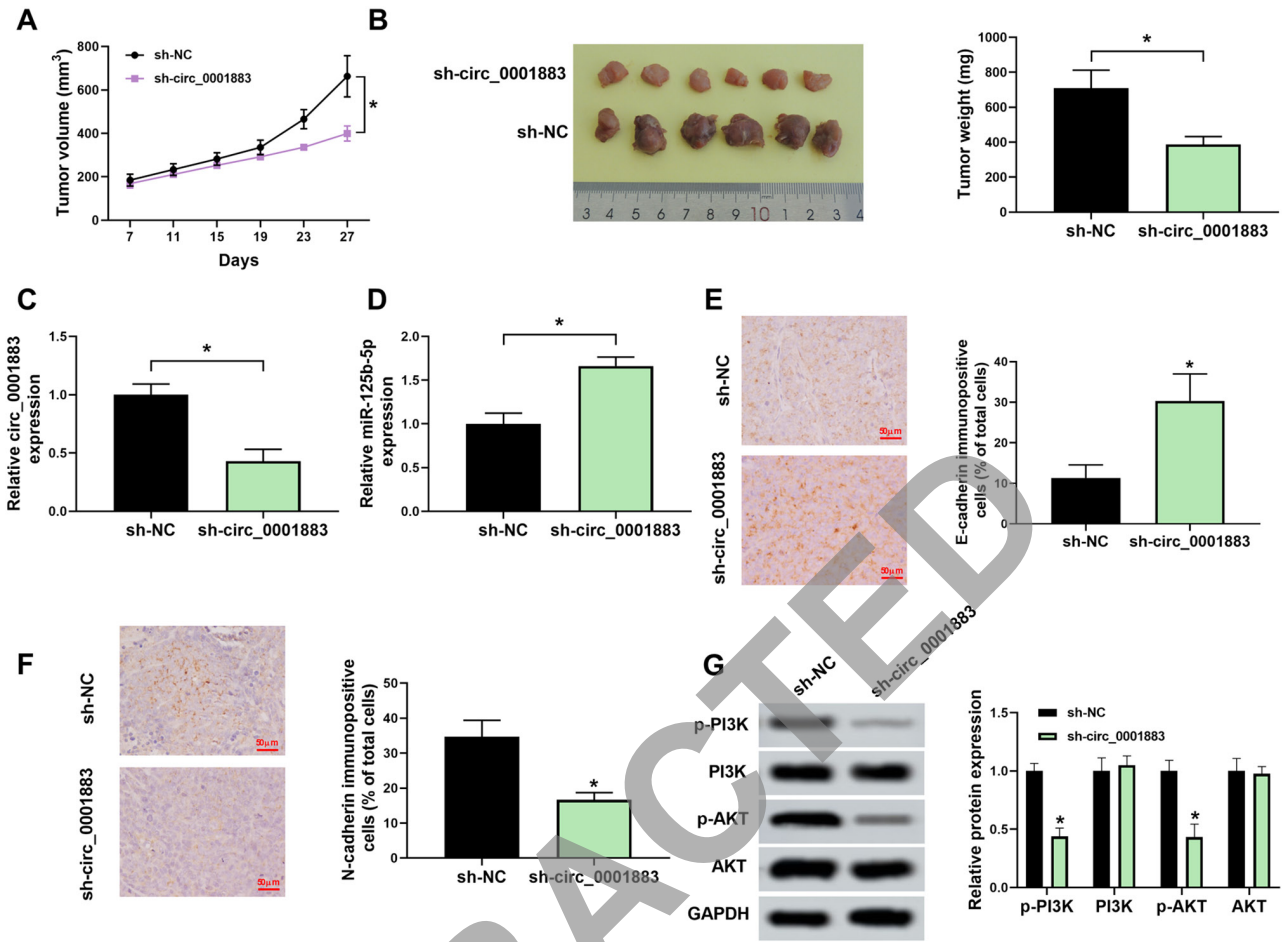 A
800
600
400
200
0
Tumor volume (mm³)
sh-NC
sh-circ_0001883
*
7 11 15 19 23 27
Days
B
sh-circ_0001883
sh-NC
3 4 5 6 7 8 9 10 1 2 3 4
mm
1000
800
600
400
200
0
Tumor weight (mg)
*
sh-NC sh-circ_0001883
C
Relative circ_0001883
expression
1.5
1.0
0.5
0.0
*
sh-NC sh-circ_0001883
D
Relative miR-125b-5p
expression
2.0
1.5
1.0
0.5
0.0
*
sh-NC sh-circ_0001883
E
sh-NC
50μm
sh-circ_0001883
50μm
E-cadherin immunopositive
cells (% of total cells)
40
30
20
10
0
*
sh-NC sh-circ_0001883
F
sh-NC
50μm
sh-circ_0001883
50μm
N-cadherin immunopositive
cells (% of total cells)
50
40
30
20
10
0
*
sh-NC sh-circ_0001883
G
sh-NC sh-circ_0001883
p-PI3K
PI3K
p-AKT
AKT
GAPDH
Relative protein expression
1.5
1.0
0.5
0.0
sh-NC
sh-circ_0001883
* *
p-PI3K PI3K p-AKT AKT
RACTED